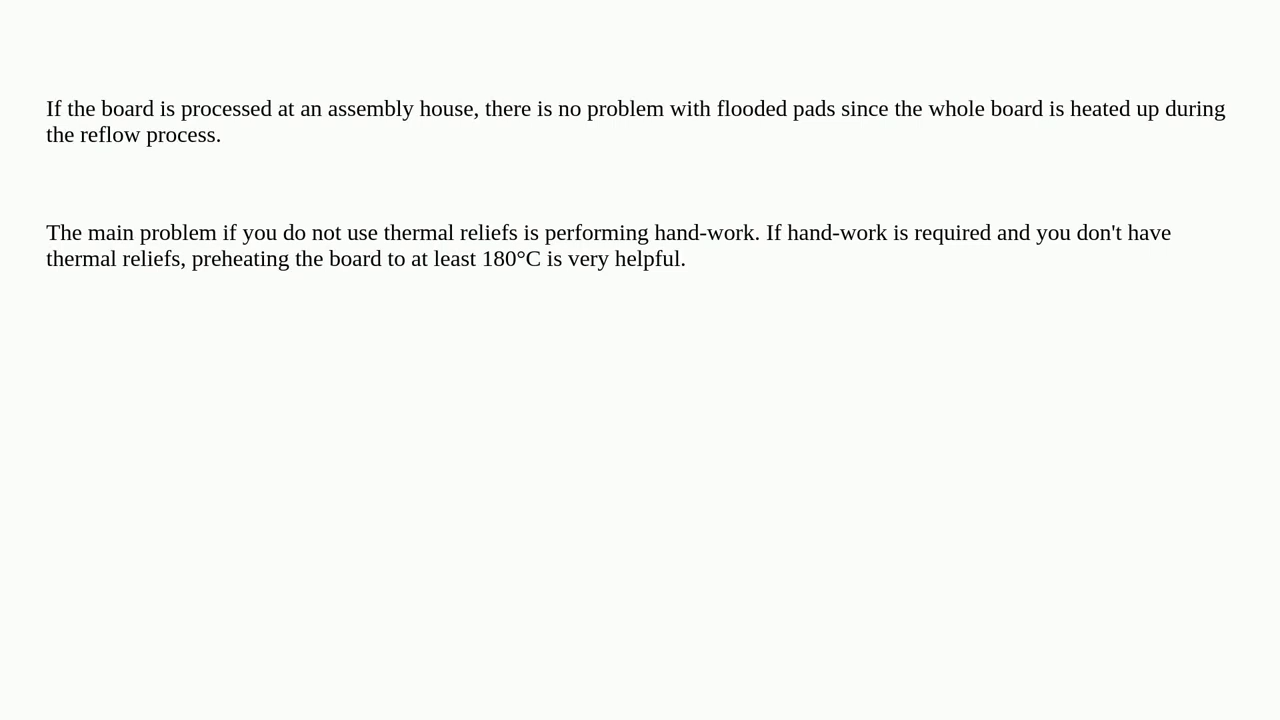 If the board is processed at an assembly house, there is no problem with flooded pads since the whole board is heated up during
the reflow process.
The main problem if you do not use thermal reliefs is performing hand-work. If hand-work is required and you don't have
thermal reliefs, preheating the board to at least 180°C is very helpful.